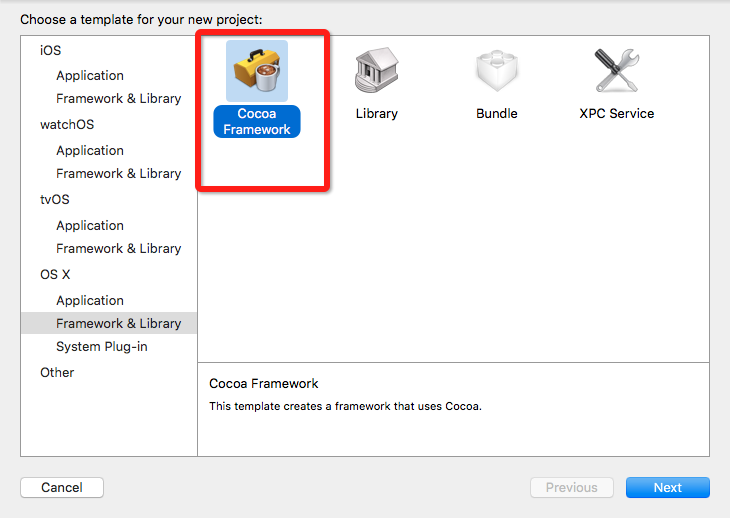 Choose a template for your new project:
iOS
Application
Framework & Library
watchOS
Application
Framework & Library
tvOS
Application
Framework & Library
OS X
Application
Framework & Library
System Plug-in
Other
Cocoa
Framework
Library
Bundle
XPC Service
Cocoa Framework
This template creates a framework that uses Cocoa.
Cancel
Previous
Next